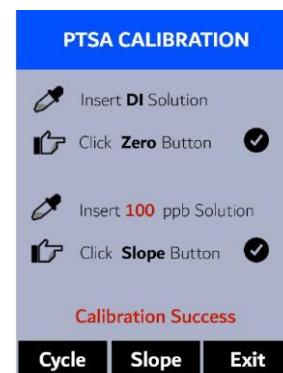 PTSA CALIBRATION
Insert DI Solution
Click Zero Button
Insert 100 ppb Solution
Click Slope Button
Calibration Success
Cycle Slope Exit